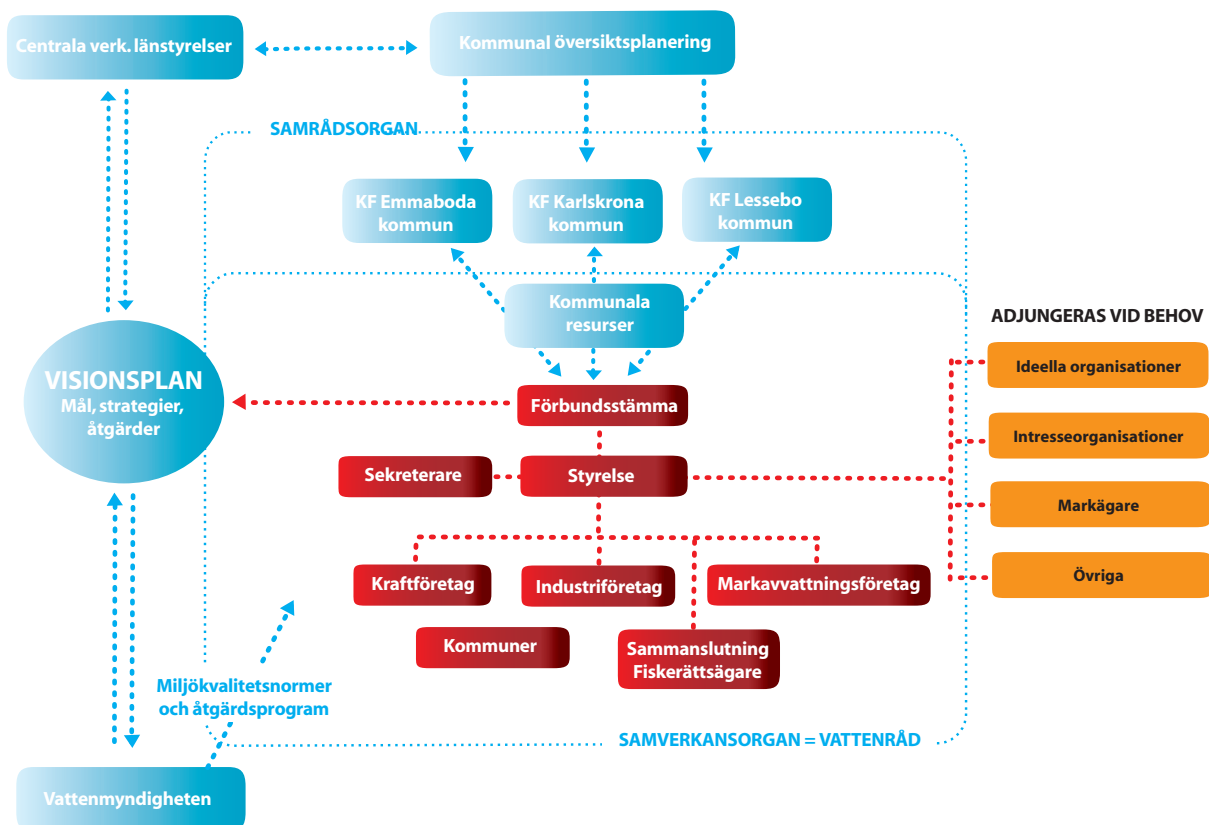 Centrala verk. länstyrelser
Kommunal översiktsplanering
SAMRÅDSORGAN
KF Emmaboda
kommun
KF Karlskrona
kommun
KF Lessebo
kommun
Kommunala
resurser
ADJUNGERAS VID BEHOV
Ideella organisationer
VISIONSPLAN
Mål, strategier,
åtgärder
Förbundsstämma
Intresseorganisationer
Sekreterare
Styrelse
Markägare
Kraftföretag
Industriföretag
Markavvattningsföretag
Övriga
Kommuner
Sammanslutning
Fiskerättsägare
Miljökvalitetsnormer
och åtgärdsprogram
SAMVERKANSORGAN = VATTENRÅD
Vattenmyndigheten